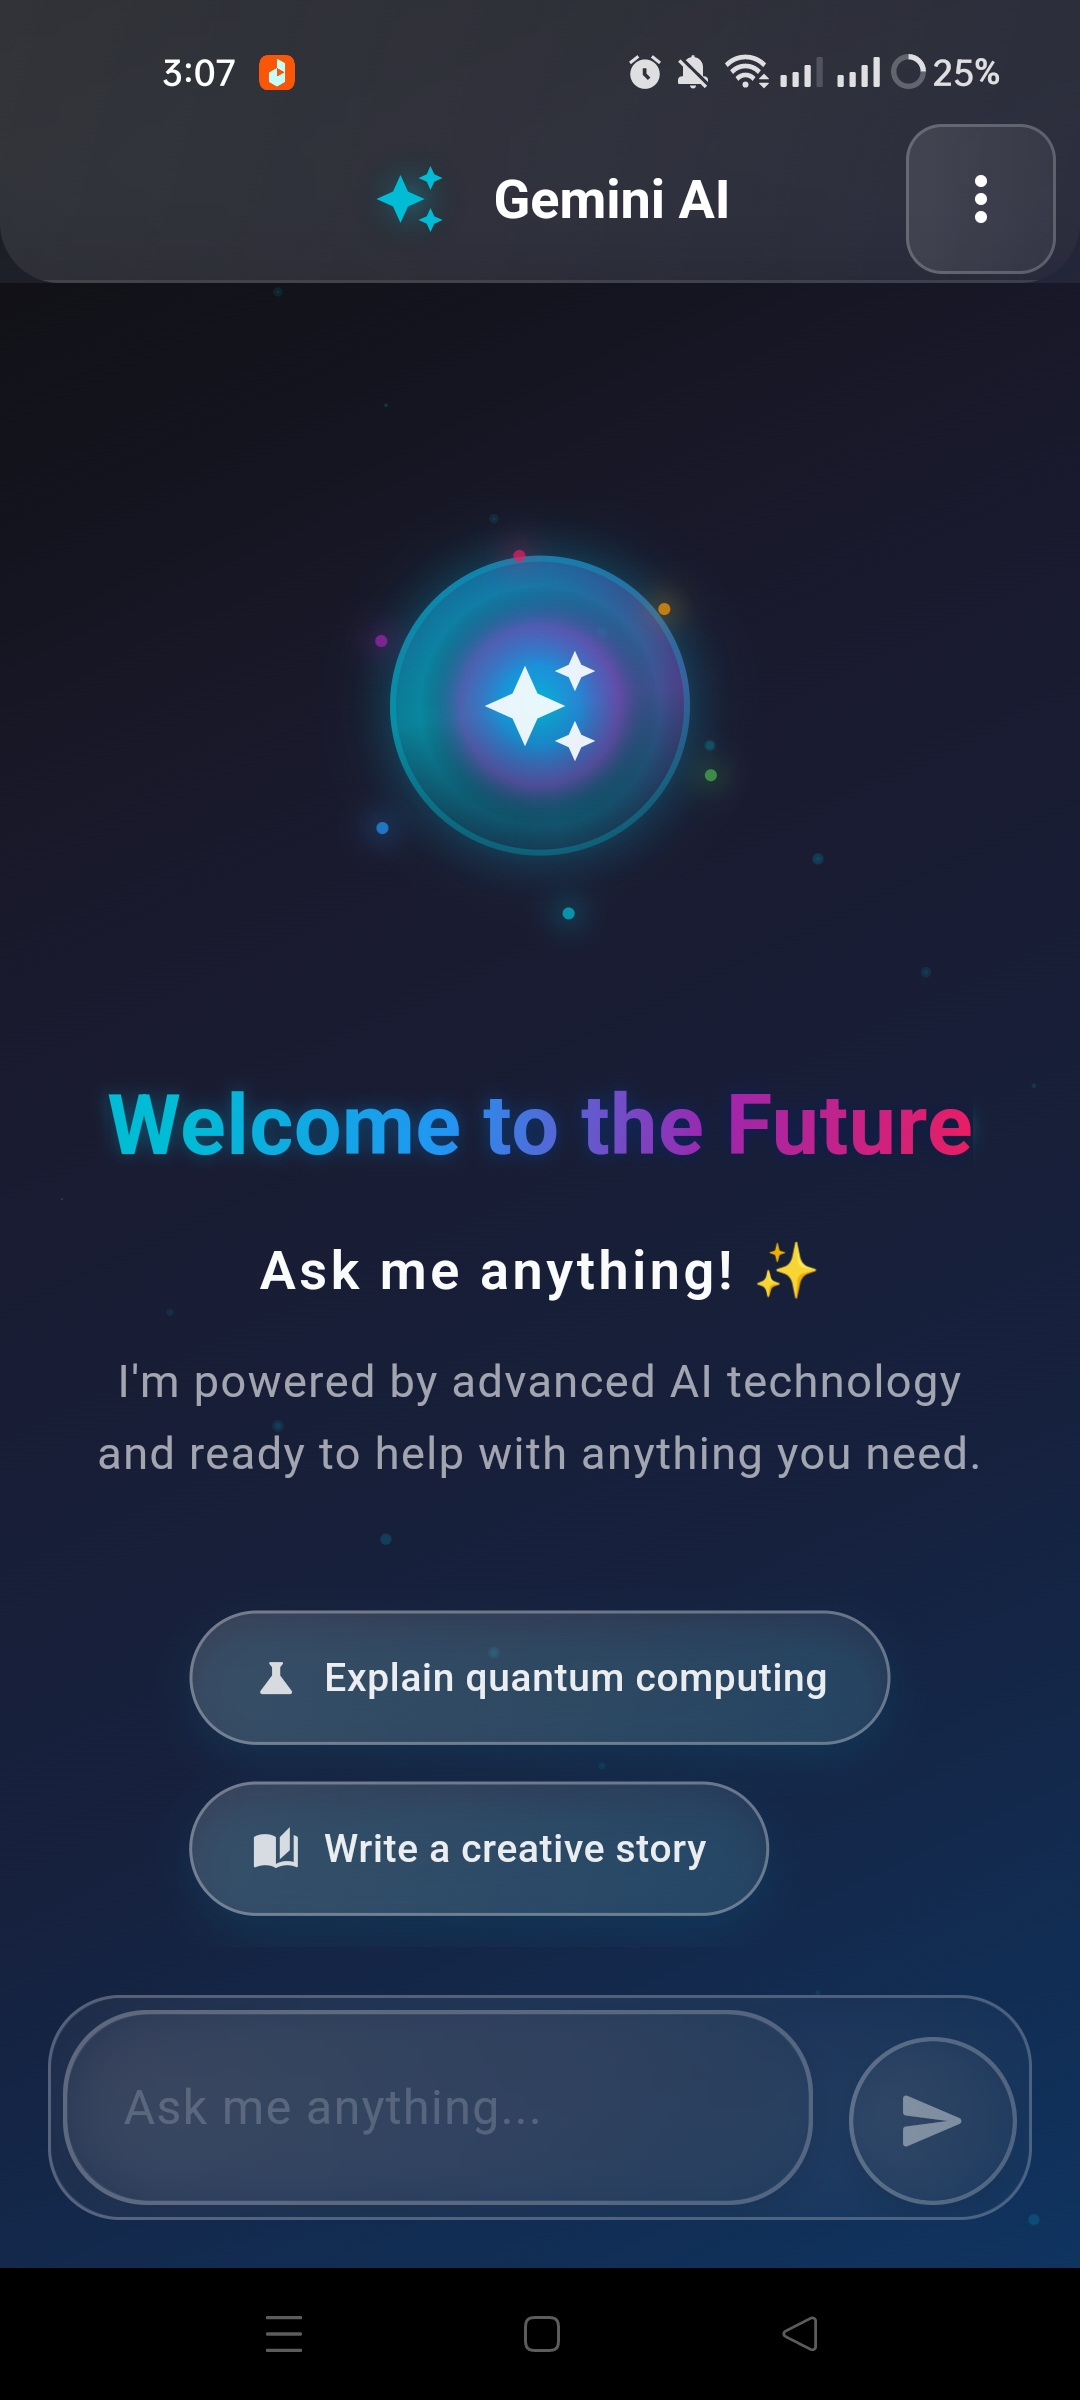 3:07
25%
Gemini AI
Welcome to the Future
Ask me anything! ✨
I'm powered by advanced AI technology
and ready to help with anything you need.
Explain quantum computing
Write a creative story
Ask me anything...